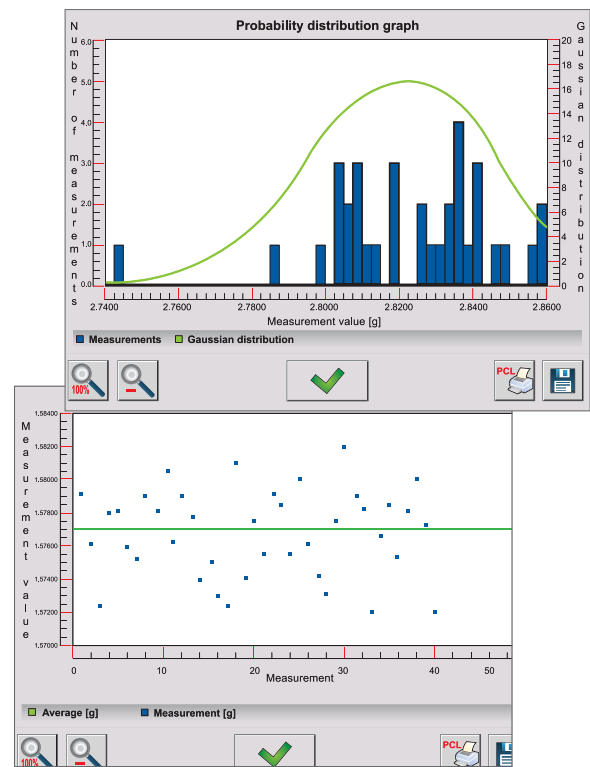 Probability distribution graph
Number of measurements
Gaussian distribution
6.0
5.0
4.0
3.0
2.0
1.0
0.0
20
18
16
14
12
10
8
6
4
2
0
2.7400 2.7600 2.7800 2.8000 2.8200 2.8400 2.8600
Measurement value [g]
Measurements Gaussian distribution
100%
PCL
Measurement value
1.58400
1.58200
1.58000
1.57800
1.57600
1.57400
1.57200
1.57000
0 10 20 30 40 50
Measurement
Average [g] Measurement [g]
100%
PCL